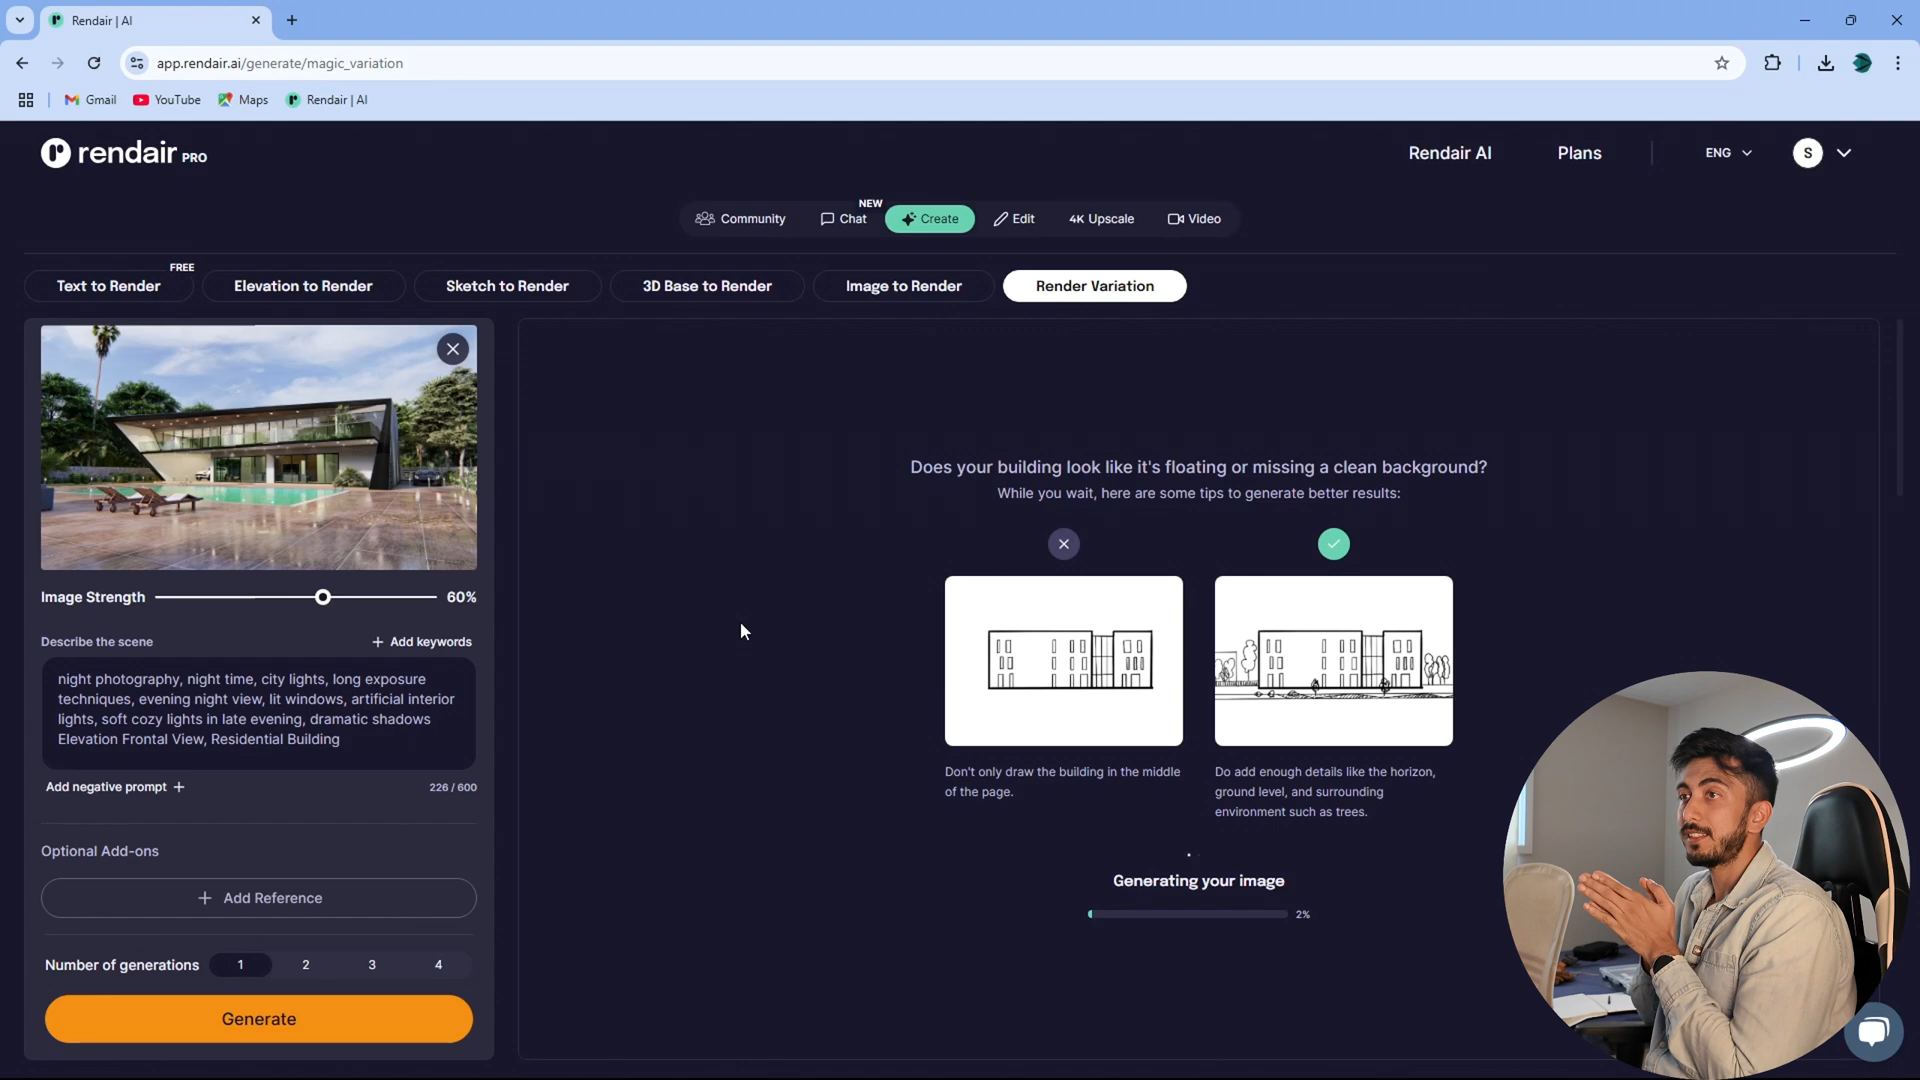 Rendair | AI
app.rendair.ai/generate/magic_variation
Gmail
YouTube
Maps
Rendair | AI
rendair PRO
Rendair AI
Plans
ENG
S
Community
NEW
Chat
Create
Edit
4K Upscale
Video
FREE
Text to Render
Elevation to Render
Sketch to Render
3D Base to Render
Image to Render
Render Variation
Image Strength
60%
Describe the scene
+ Add keywords
night photography, night time, city lights, long exposure
techniques, evening night view, lit windows, artificial interior
lights, soft cozy lights in late evening, dramatic shadows
Elevation Frontal View, Residential Building
Add negative prompt +
226 / 600
Optional Add-ons
+ Add Reference
Number of generations
1
2
3
4
Generate
Does your building look like it's floating or missing a clean background?
While you wait, here are some tips to generate better results:
Don't only draw the building in the middle
of the page.
Do add enough details like the horizon,
ground level, and surrounding
environment such as trees.
Generating your image
2%